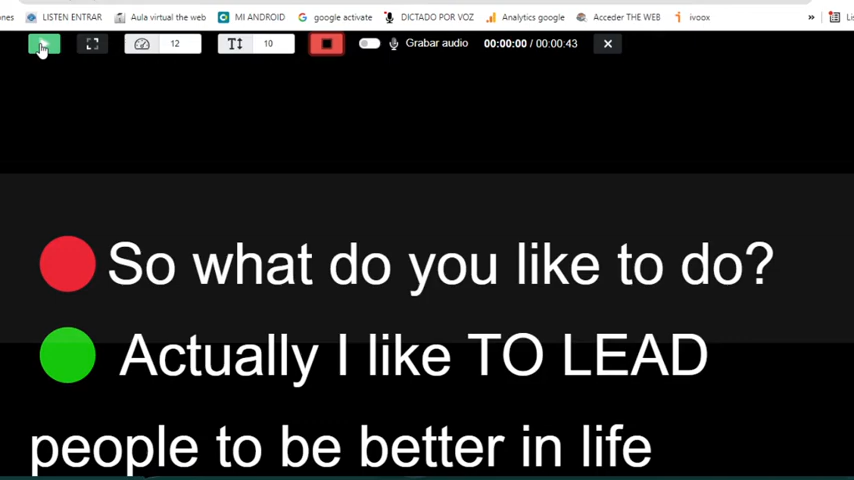 ones LISTEN ENTRAR Aula virtual the web MI ANDROID google activate DICTADO POR VOZ Analytics google Acceder THE WEB ivoox » Lis
12 10 Grabar audio 00:00:00 / 00:00:43
So what do you like to do?
Actually I like TO LEAD
people to be better in life